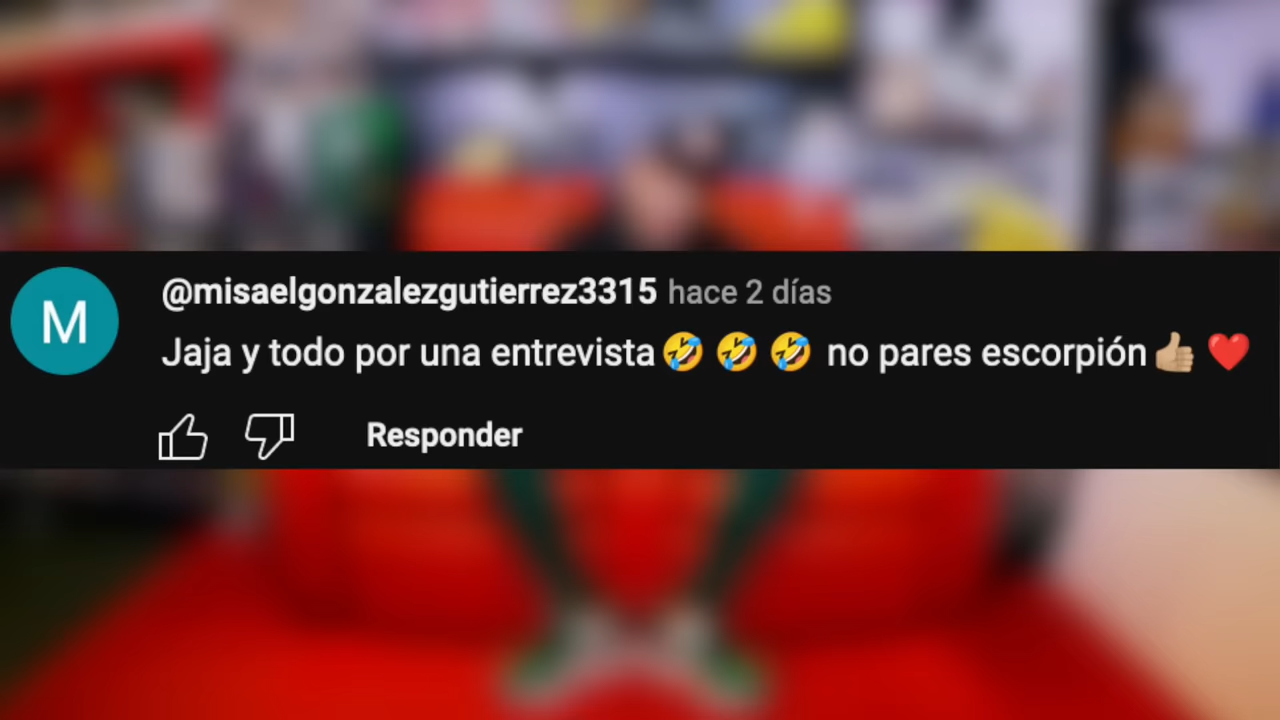 M
@misaelgonzalezgutierrez3315 hace 2 días
Jaja y todo por una entrevista🤣🤣🤣 no pares escorpión👍🏼❤️
Responder